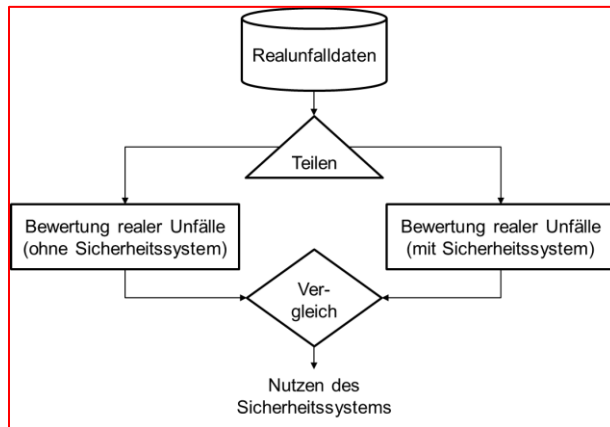 Realunfalldaten
Teilen
Bewertung realer Unfälle
(ohne Sicherheitssystem)
Bewertung realer Unfälle
(mit Sicherheitssystem)
Ver-
gleich
Nutzen des
Sicherheitssystems